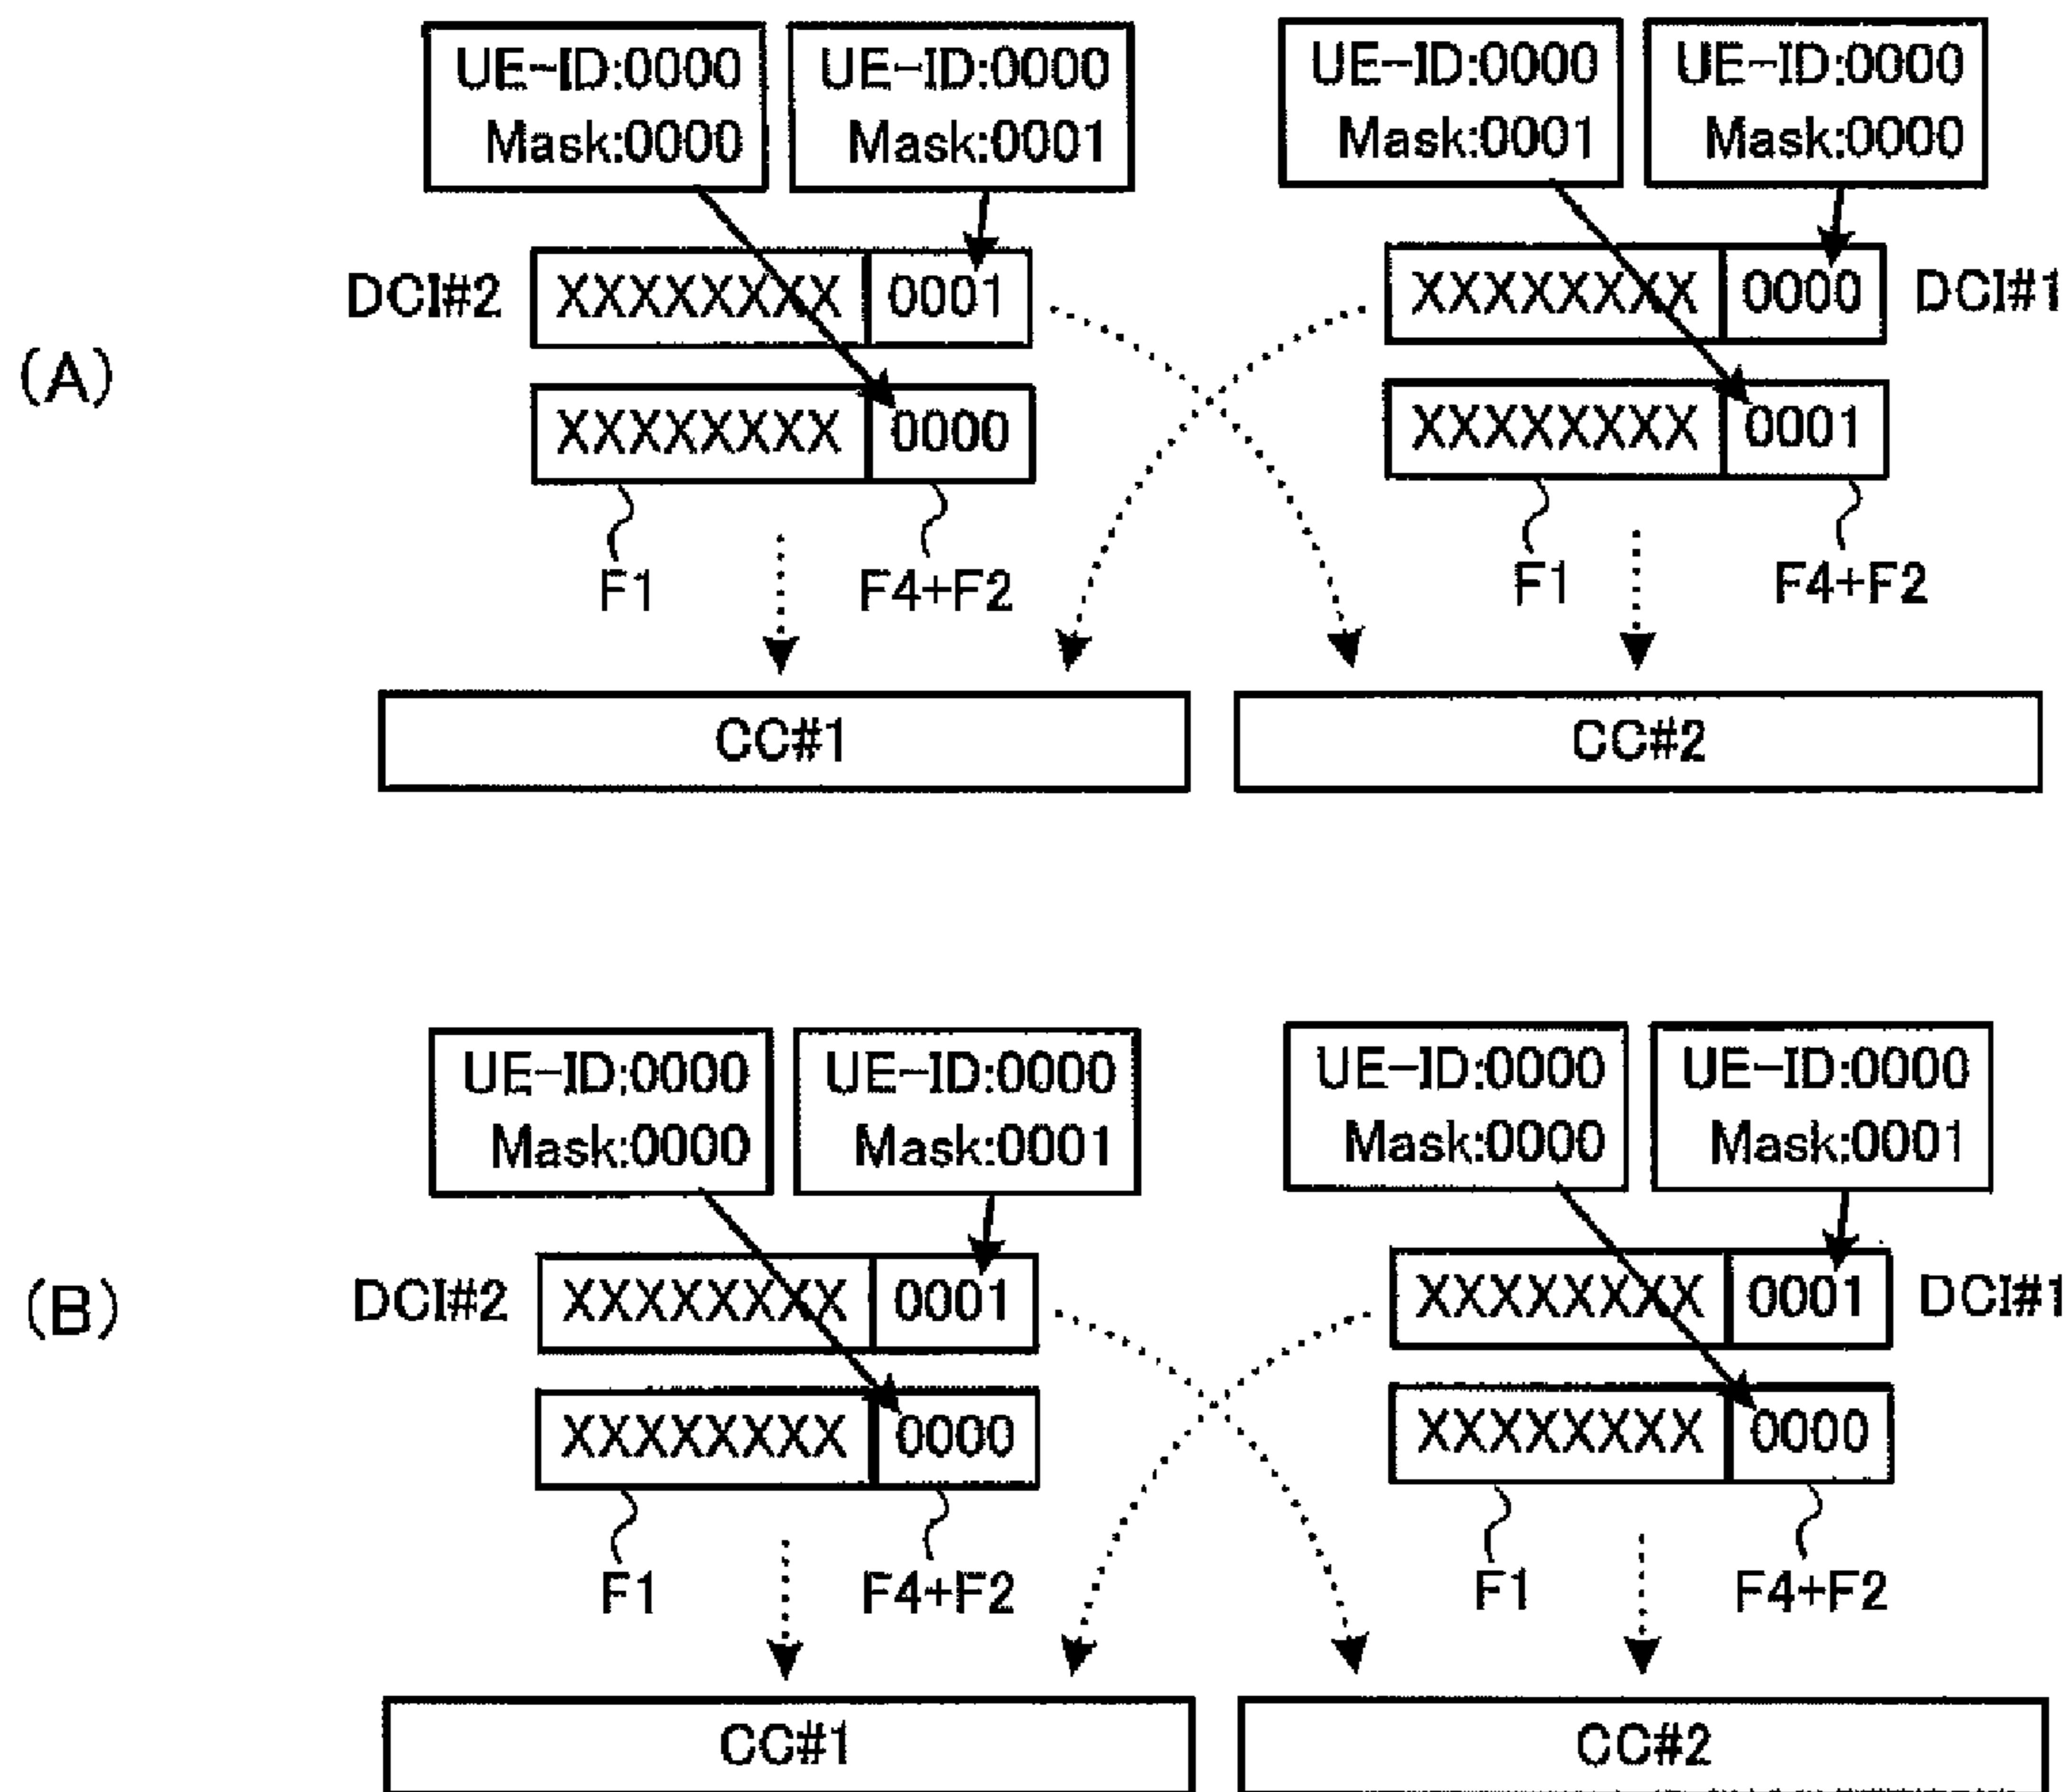 UE-ID:0000
Mask:0000
UE-ID:0000
Mask:0001
UE-ID:0000
Mask:0001
UE-ID:0000
Mask:0000
(A)
DCI#2
XXXXXXXX 0001
XXXXXXXX 0000
DCI#1
XXXXXXXX 0000
XXXXXXXX 0001
F1
F4+F2
F1
F4+F2
CC#1
CC#2
UE-ID:0000
Mask:0000
UE-ID:0000
Mask:0001
UE-ID:0000
Mask:0000
UE-ID:0000
Mask:0001
(B)
DCI#2
XXXXXXXX 0001
XXXXXXXX 0000
DCI#1
XXXXXXXX 0001
XXXXXXXX 0000
F1
F4+F2
F1
F4+F2
CC#1
CC#2